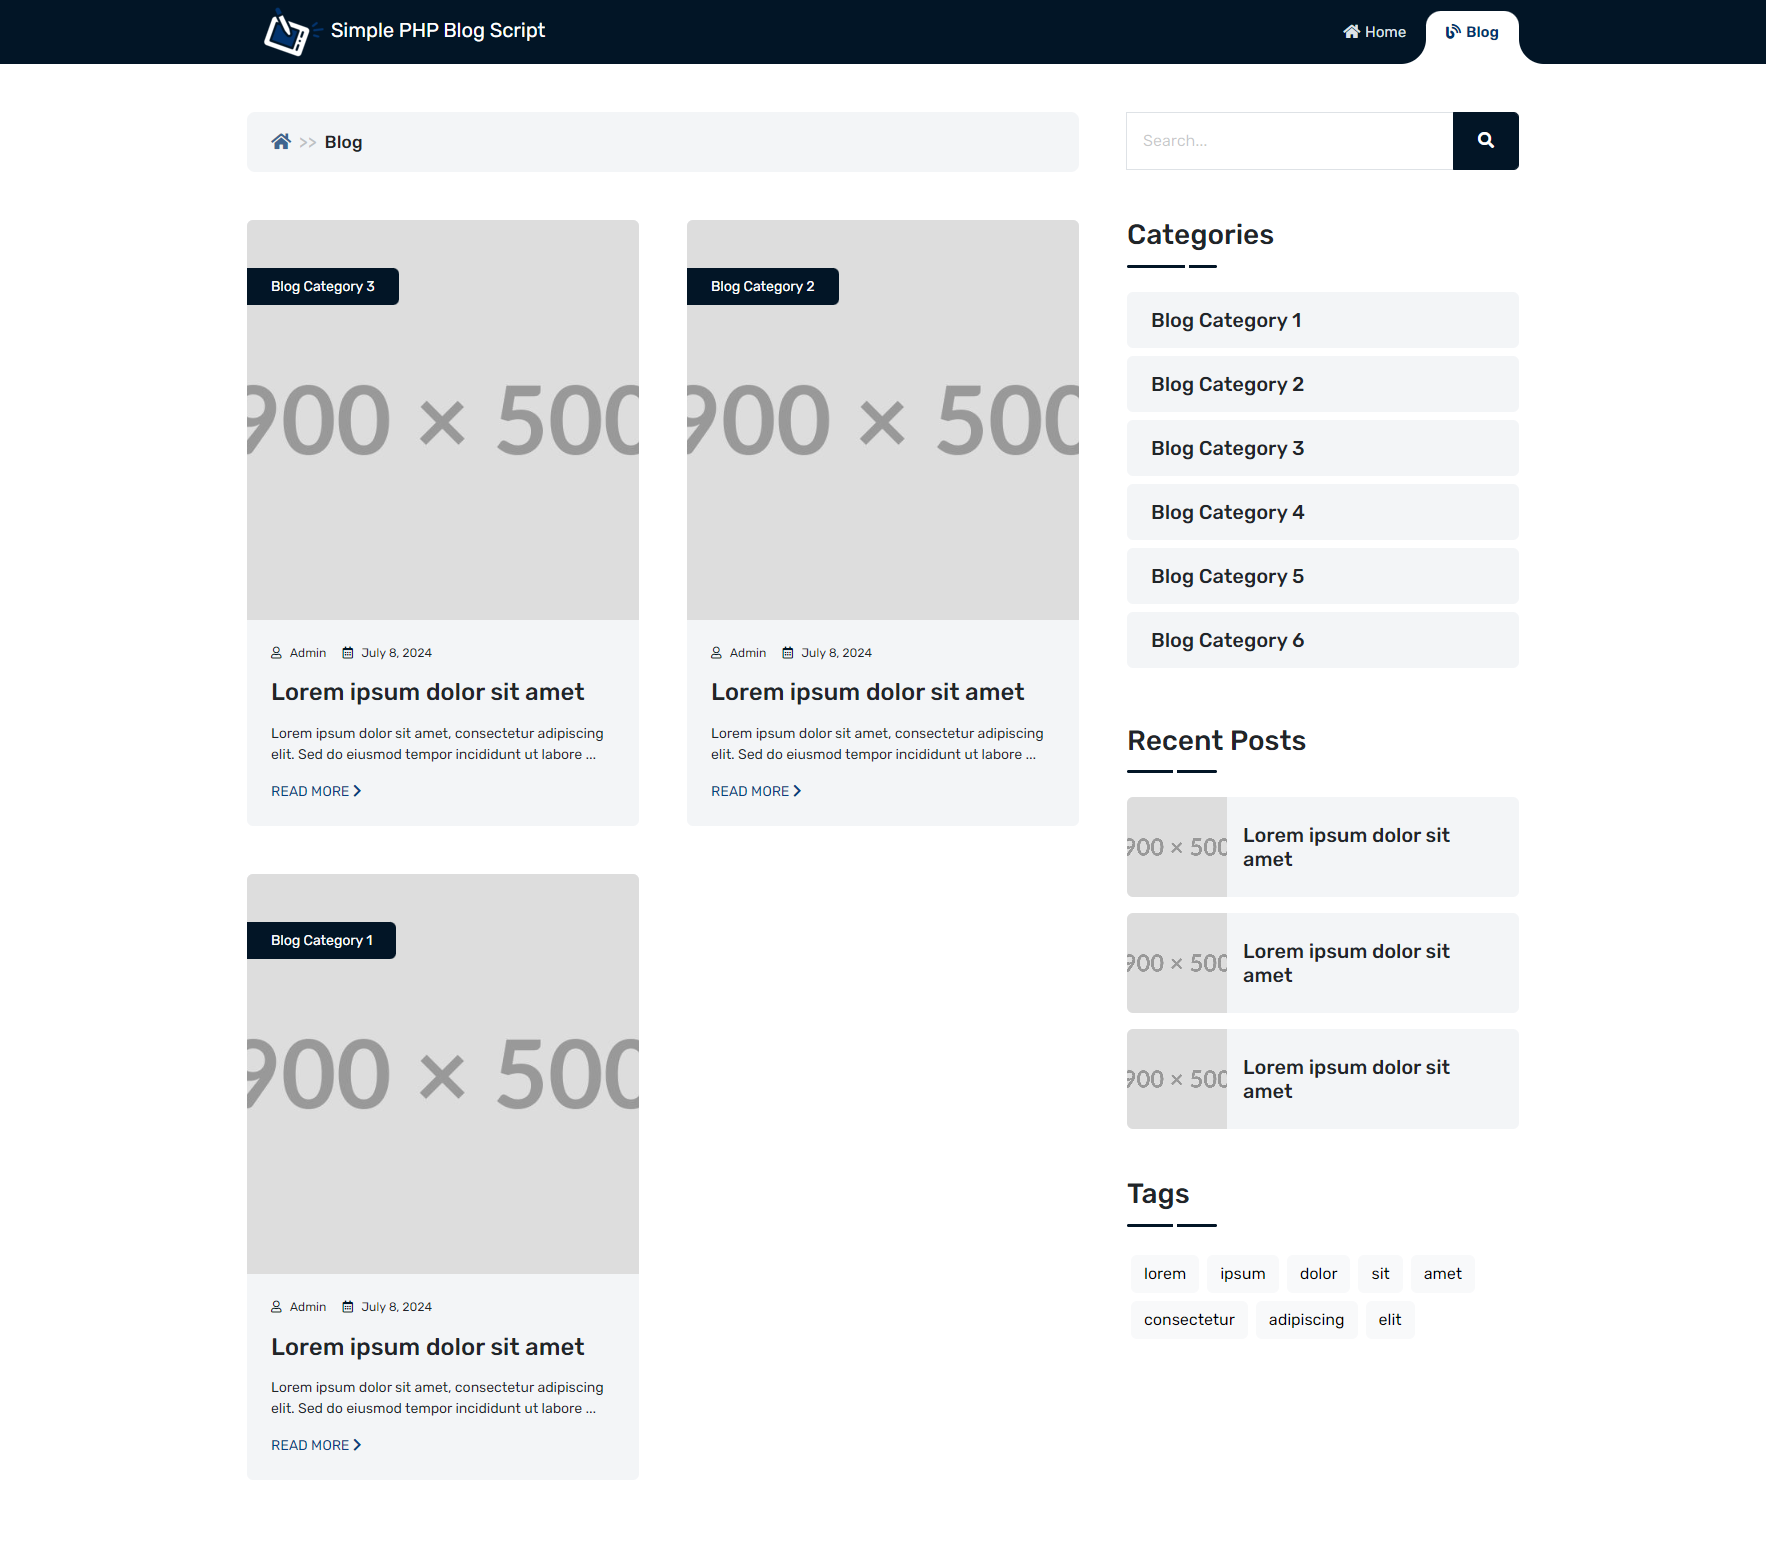 Simple PHP Blog Script
Home
Blog
>> Blog
Search...
Blog Category 3
900 × 500
Admin July 8, 2024
Lorem ipsum dolor sit amet
Lorem ipsum dolor sit amet, consectetur adipiscing
elit. Sed do eiusmod tempor incididunt ut labore ...
READ MORE
Blog Category 2
900 × 500
Admin July 8, 2024
Lorem ipsum dolor sit amet
Lorem ipsum dolor sit amet, consectetur adipiscing
elit. Sed do eiusmod tempor incididunt ut labore ...
READ MORE
Blog Category 1
900 × 500
Admin July 8, 2024
Lorem ipsum dolor sit amet
Lorem ipsum dolor sit amet, consectetur adipiscing
elit. Sed do eiusmod tempor incididunt ut labore ...
READ MORE
Categories
Blog Category 1
Blog Category 2
Blog Category 3
Blog Category 4
Blog Category 5
Blog Category 6
Recent Posts
900 × 500
Lorem ipsum dolor sit
amet
900 × 500
Lorem ipsum dolor sit
amet
900 × 500
Lorem ipsum dolor sit
amet
Tags
lorem ipsum dolor sit amet
consectetur adipiscing elit